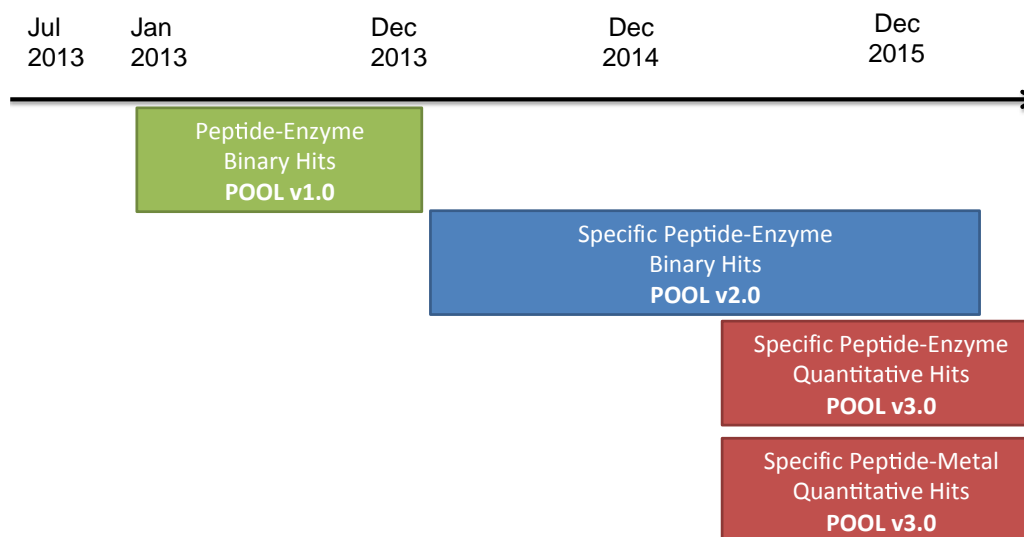 Jul
2013
Jan
2013
Dec
2013
Dec
2014
Dec
2015
Peptide-Enzyme
Binary Hits
POOL v1.0
Specific Peptide-Enzyme
Binary Hits
POOL v2.0
Specific Peptide-Enzyme
Quantitative Hits
POOL v3.0
Specific Peptide-Metal
Quantitative Hits
POOL v3.0